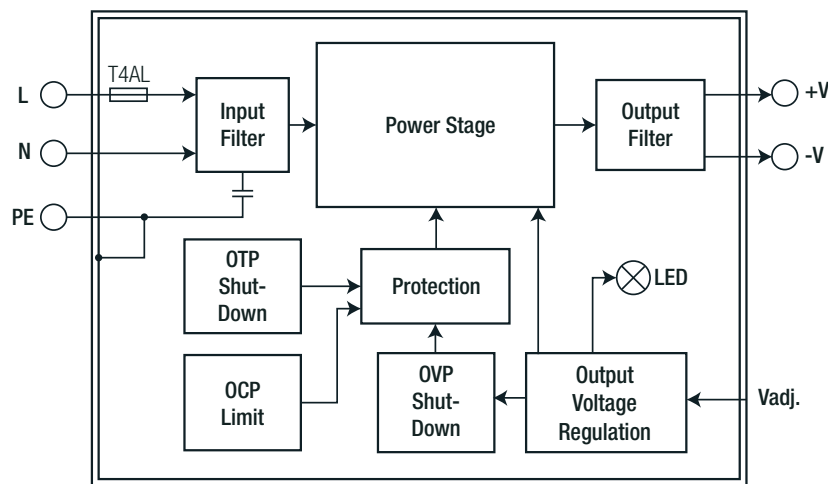 T4AL
L
Input
Filter
Power Stage
Output
Filter
+V
N
-V
PE
OTP
Shut-
Down
Protection
LED
OCP
Limit
OVP
Shut-
Down
Output
Voltage
Regulation
Vadj.